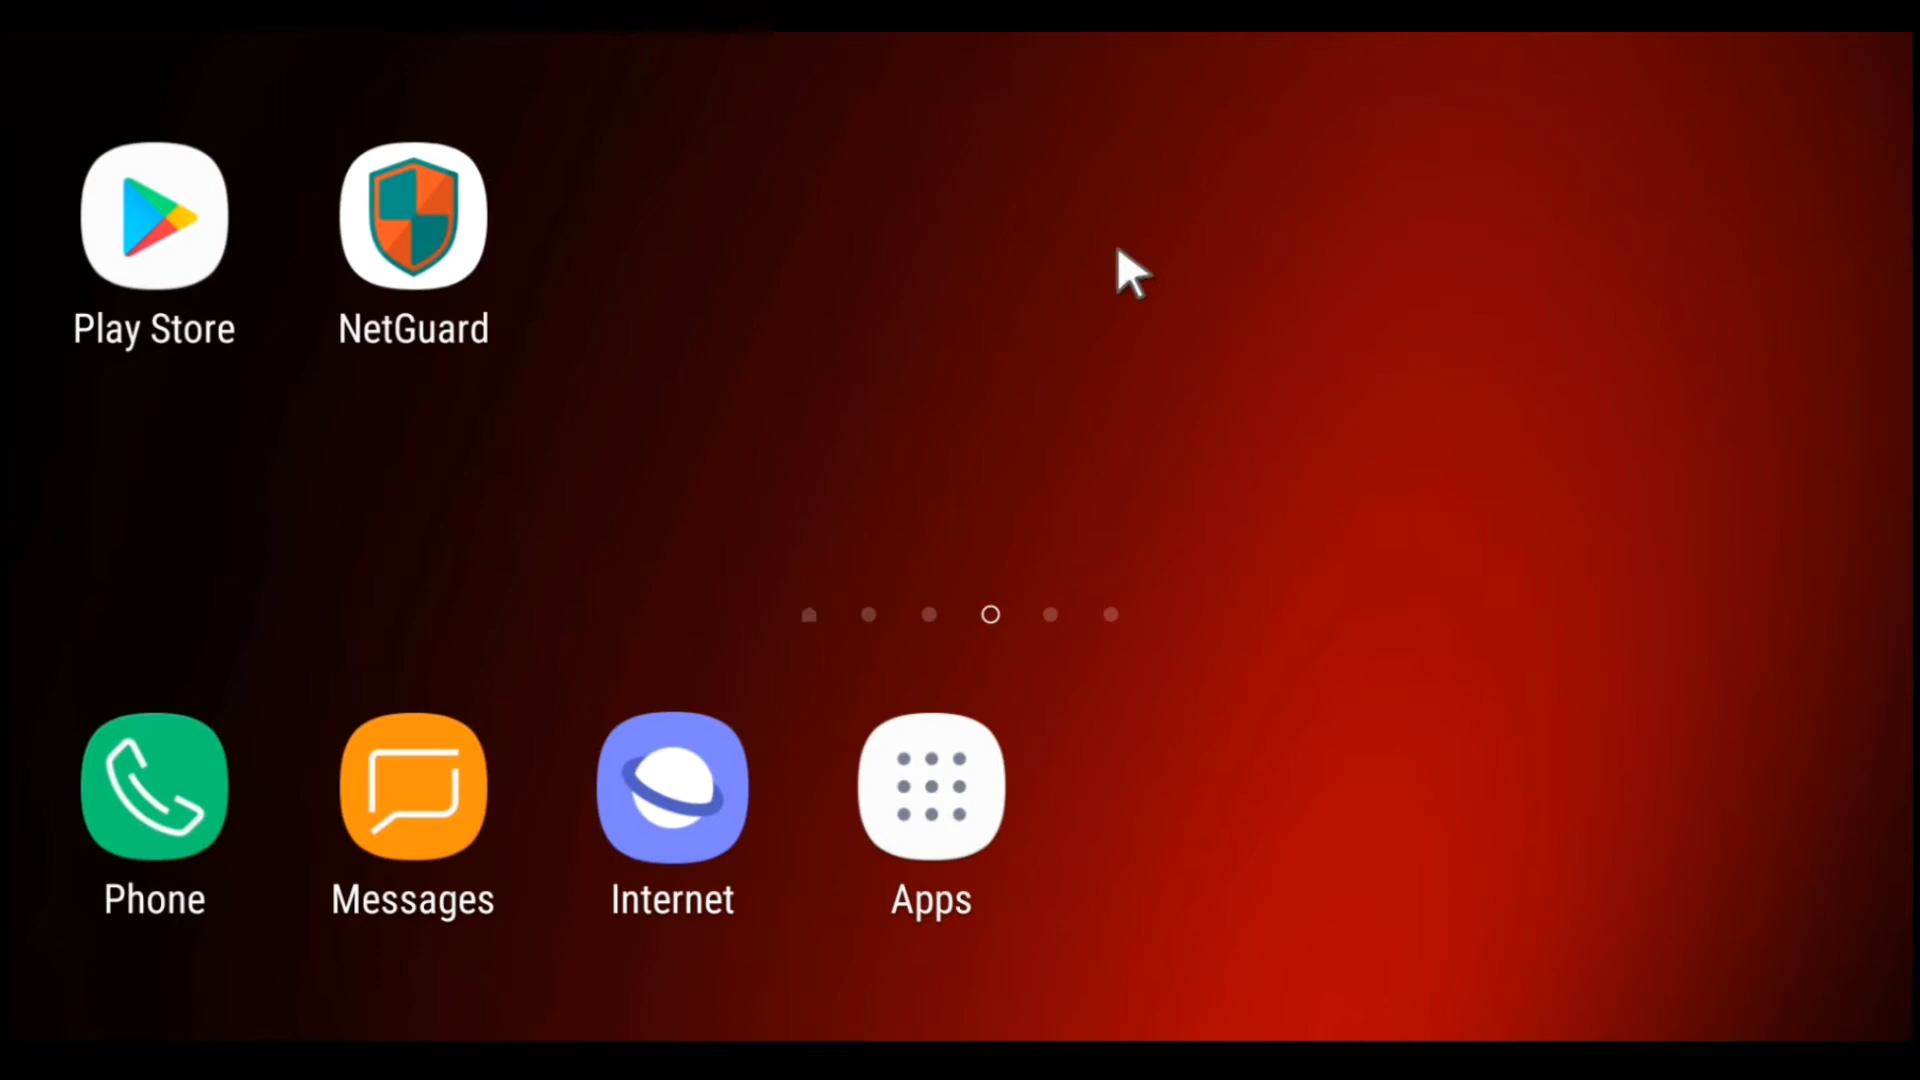 Play Store
NetGuard
Phone
Messages
Internet
Apps